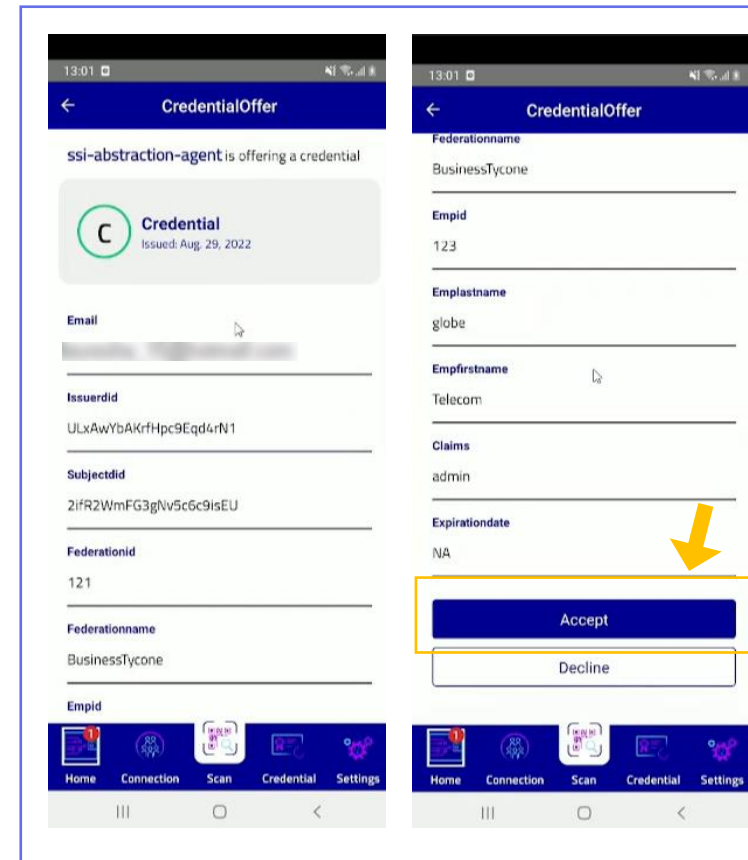 13:01
CredentialOffer
ssi-abstraction-agent is offering a credential
C
Credential
Issued: Aug. 29, 2022
Email
Issuerdid
ULxAwYbAKrfHpc9Eqd4rN1
Subjectdid
2ifR2WmFG3gNv5c6c9isEU
Federationid
121
Federationname
BusinessTycone
Empid
1
Home Connection Scan Credential Settings
13:01
CredentialOffer
Federationname
BusinessTycone
Empid
123
Emplastname
globe
Empfirstname
Telecom
Claims
admin
Expirationdate
NA
Accept
Decline
1
Home Connection Scan Credential Settings